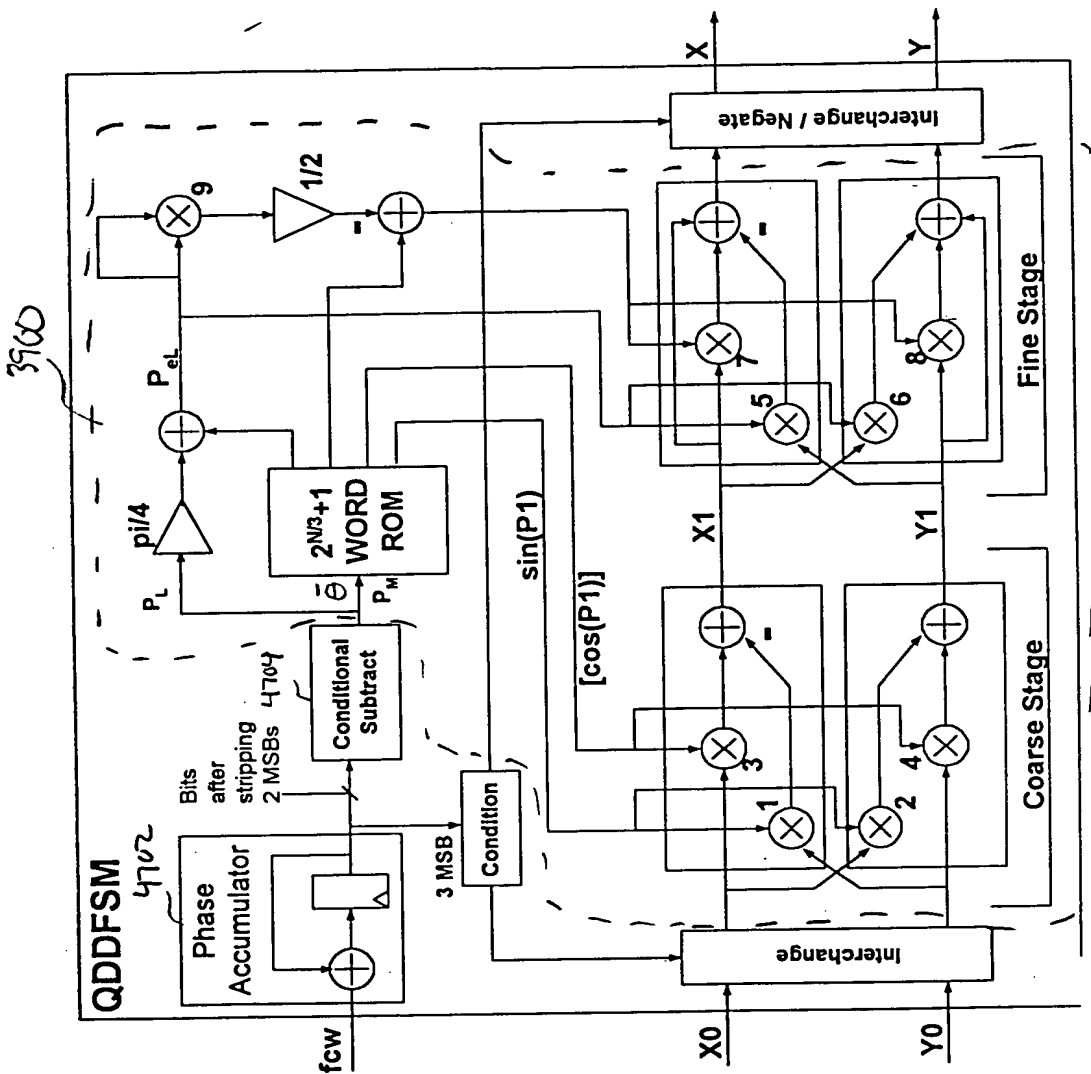 QDDFSM
3900
fcw
Phase
Accumulator
4702
Bits
after
stripping
2 MSBs
4704
Conditional
Subtract
3 MSB
Condition
P_L
pi/4
P_eL
9
1/2
-
θ̄
P_M
2^{N/3}+1
WORD
ROM
sin(P1)
[cos(P1)]
X0
Y0
Interchange
1
2
3
4
-
Coarse Stage
X1
Y1
5
6
7
8
-
Fine Stage
Interchange / Negate
X
Y